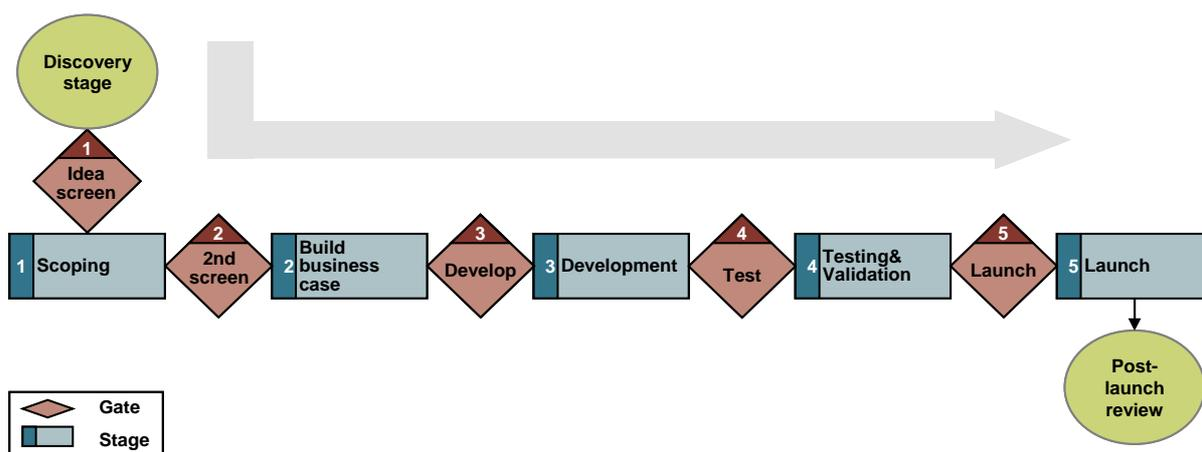 Discovery
stage
1
Idea
screen
1
Scoping
2
2nd
screen
2
Build
business
case
3
Develop
3
Development
4
Test
4
Testing&
Validation
5
Launch
5
Launch
Post-
launch
review
Gate
Stage